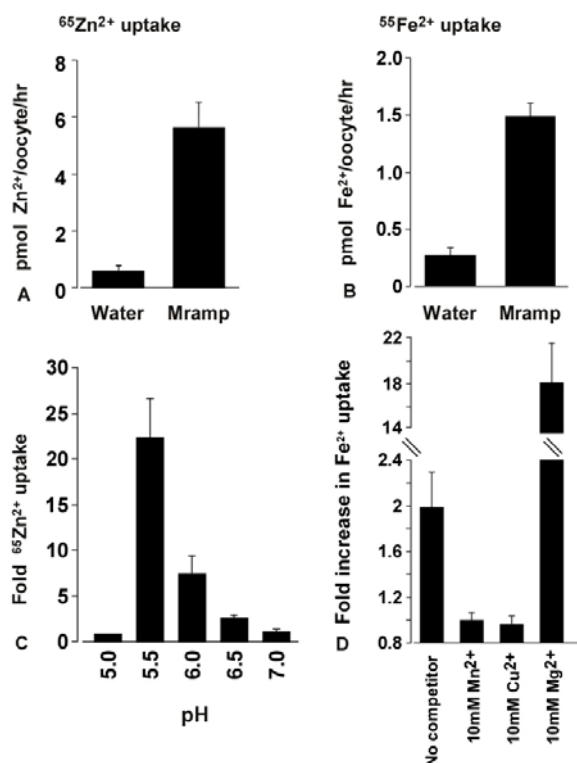 ⁶⁵Zn²⁺ uptake
pmol Zn²⁺/oocyte/hr
8
6
4
2
0
A
Water
Mramp
⁵⁵Fe²⁺ uptake
pmol Fe²⁺/oocyte/hr
2.0
1.5
1.0
0.5
0
B
Water
Mramp
Fold ⁶⁵Zn²⁺ uptake
30
25
20
15
10
5
0
C
5.0
5.5
6.0
6.5
7.0
pH
Fold increase in Fe²⁺ uptake
22
18
14
2.4
2
1.6
1.2
0.8
D
No competitor
10mM Mn²⁺
10mM Cu²⁺
10mM Mg²⁺